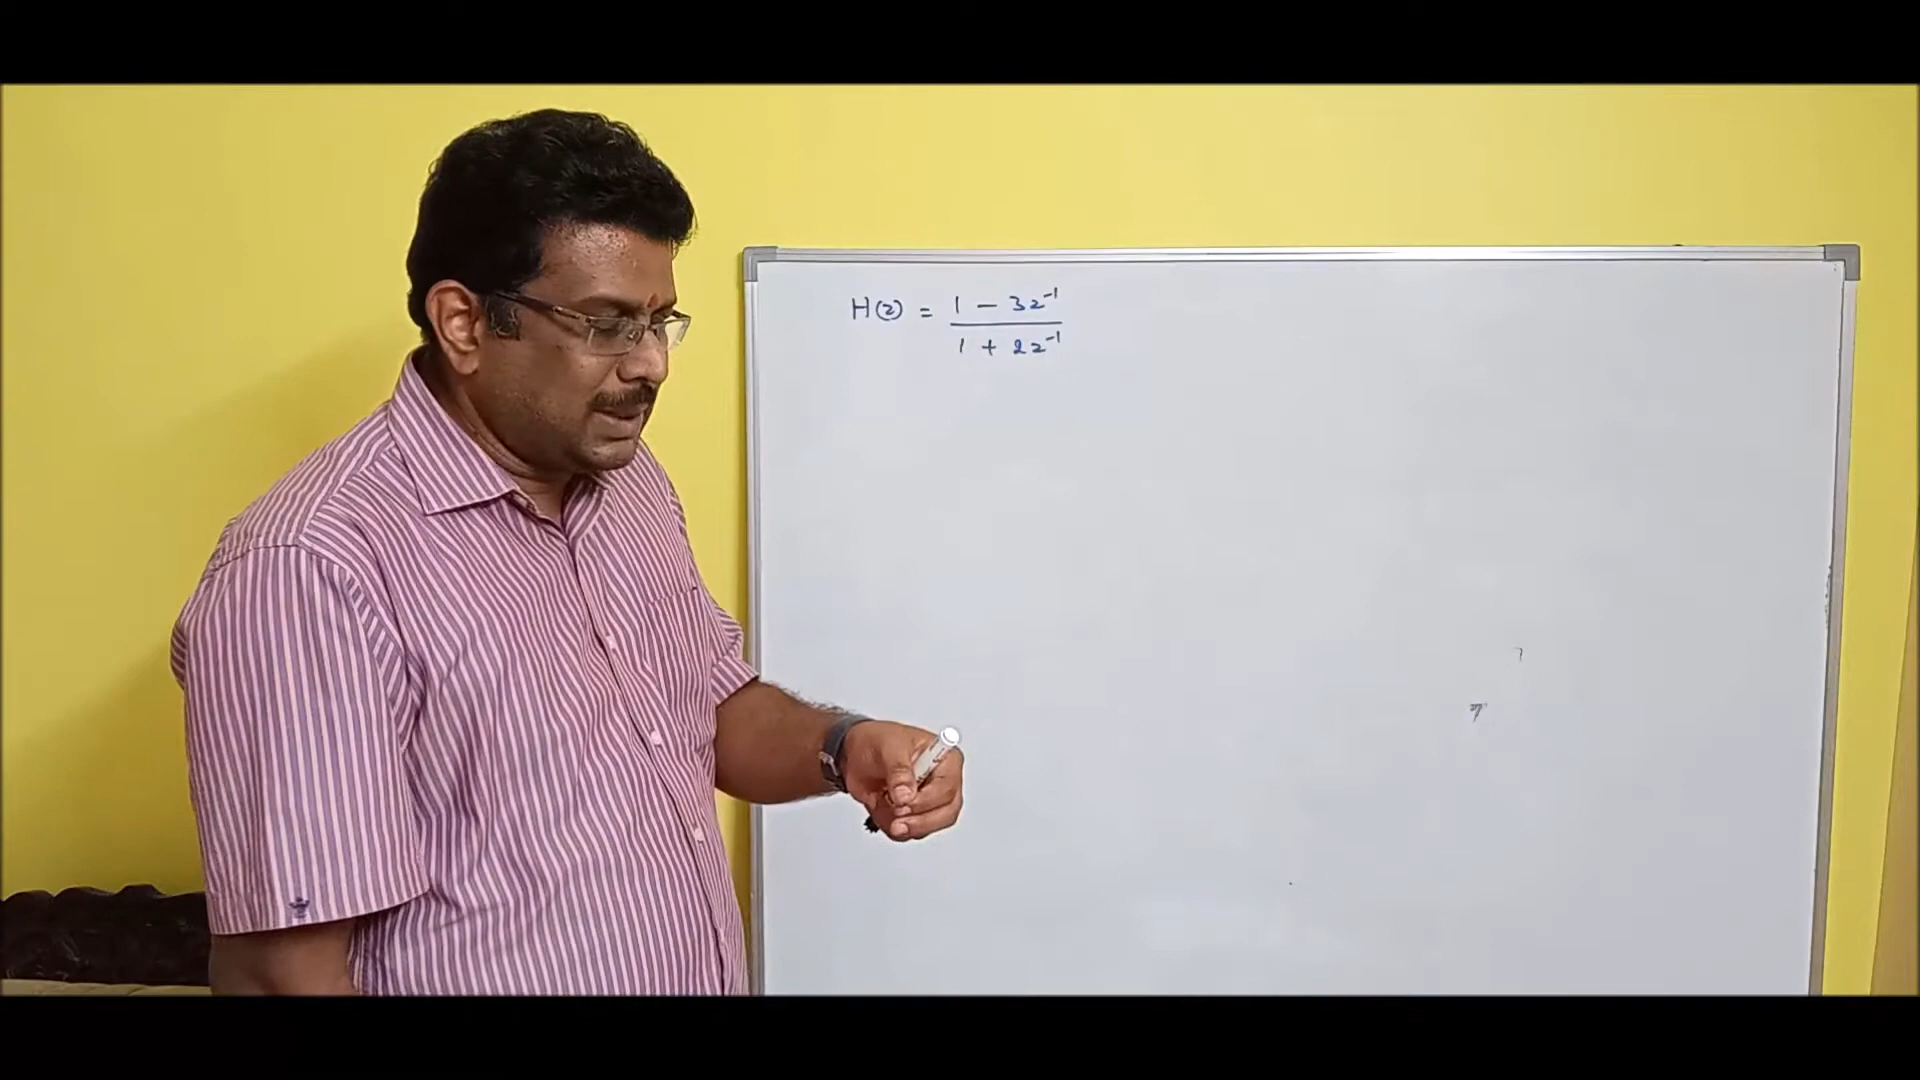 H(z) = 1 - 3z⁻¹
1 + 2z⁻¹